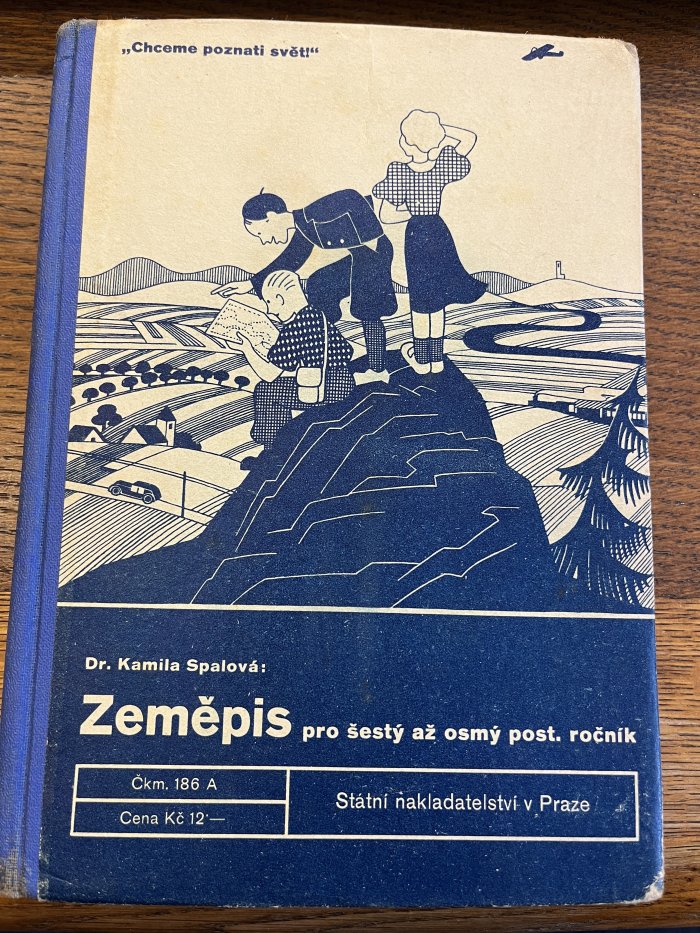 „Chceme poznati svět!“
Dr. Kamila Spalová:
Zeměpis pro šestý až osmý post. ročník
Čkm. 186 A
Cena Kč 12·—
Státní nakladatelství v Praze